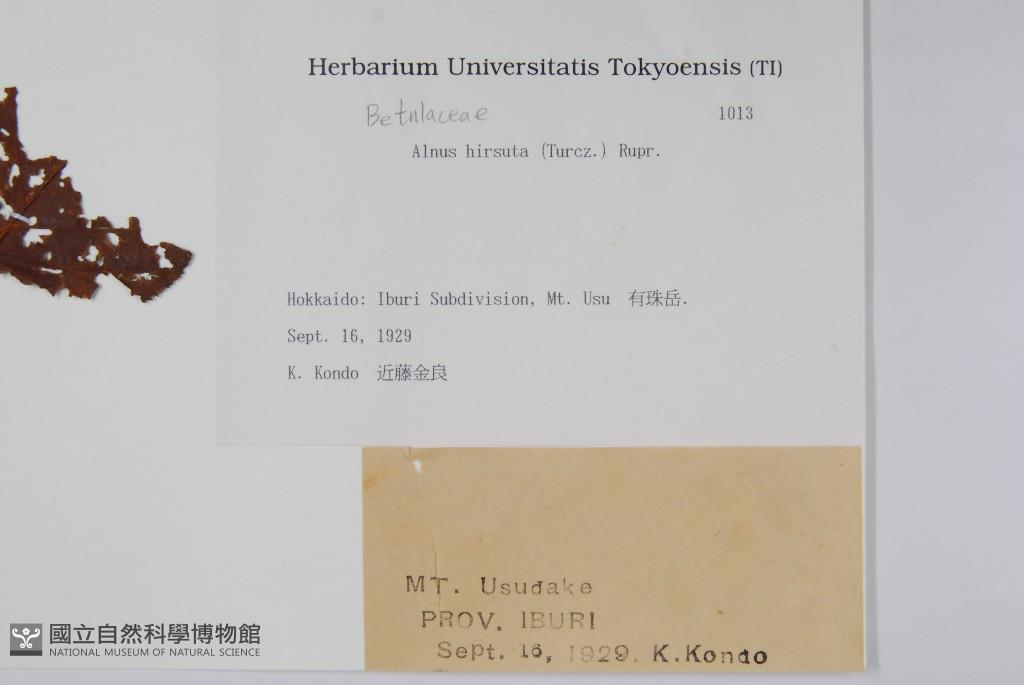 Herbarium Universitatis Tokyoensis (TI)
Betulaceae 1013
Alnus hirsuta (Turcz.) Rupr.
Hokkaido: Iburi Subdivision, Mt. Usu 有珠岳.
Sept. 16, 1929
K. Kondo 近藤金良
MT. Usudake
PROV. IBURI
Sept. 16, 1929. K.Kondo
國立自然科學博物館
NATIONAL MUSEUM OF NATURAL SCIENCE